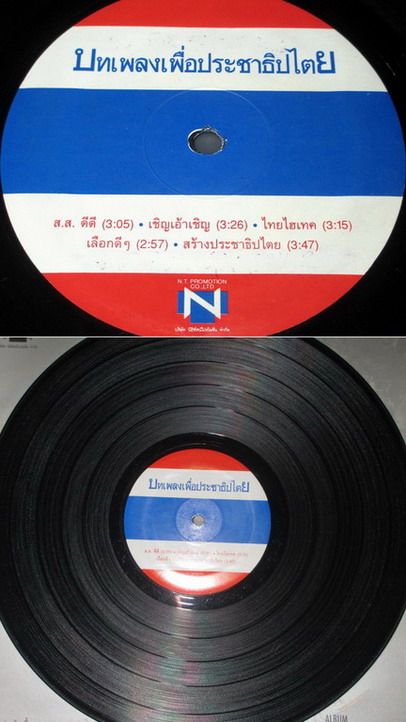 บทเพลงเพื่อประชาธิปไตย
ส.ส. ดีดี (3:05) • เชิญเอ้าเชิญ (3:26) • ไทยไฮเทค (3:15)
เลือกดีๆ (2:57) • สร้างประชาธิปไตย (3:47)
N.T. PROMOTION
CO.,LTD
N
บทเพลงเพื่อประชาธิปไตย
ALBUM